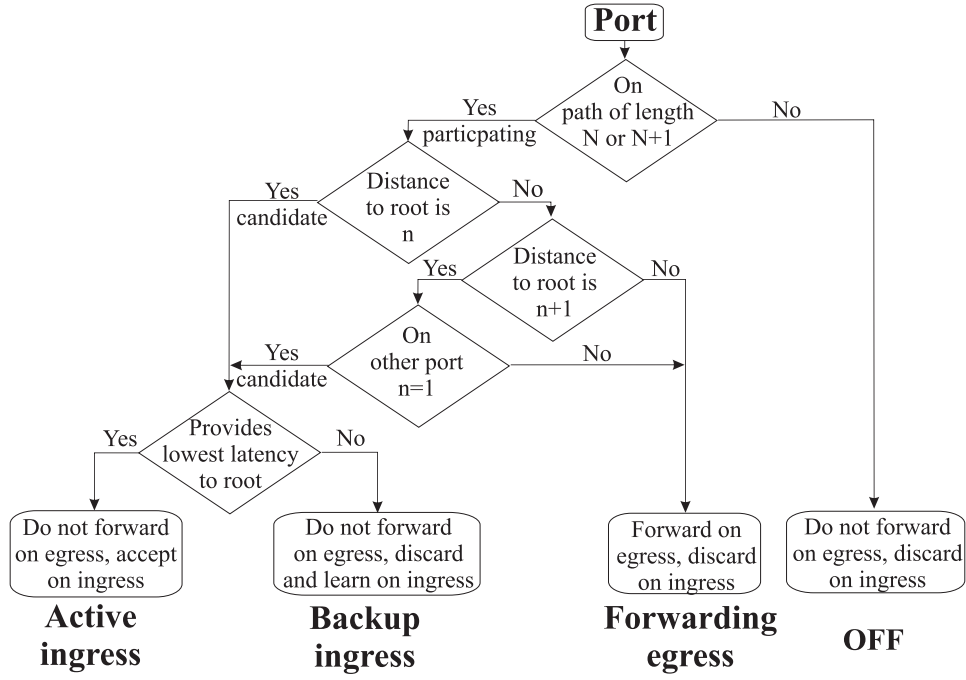 Port
On
path of length
N or N+1
Yes
particpating
No
Distance
to root is
n
Yes
candidate
No
Distance
to root is
n+1
Yes
No
On
other port
n=1
Yes
candidate
No
Provides
lowest latency
to root
Yes
No
Do not forward
on egress, accept
on ingress
Do not forward
on egress, discard
and learn on ingress
Forward on
egress, discard
on ingress
Do not forward
on egress, discard
on ingress
Active
ingress
Backup
ingress
Forwarding
egress
OFF